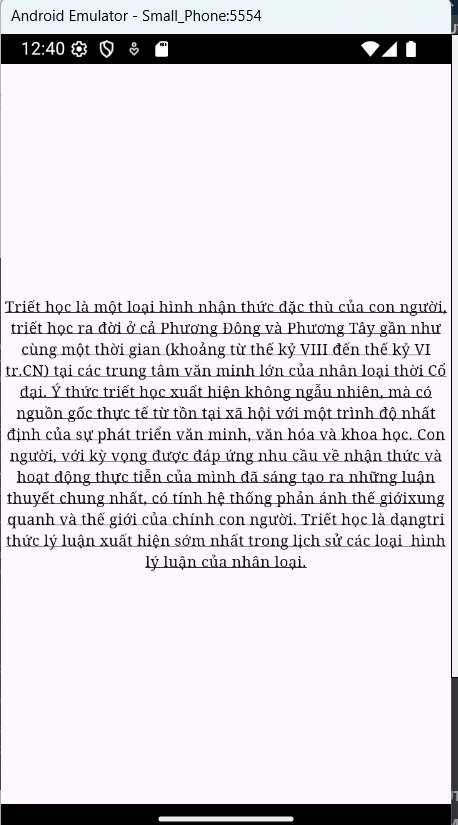 Android Emulator - Small_Phone:5554
12:40
Triết học là một loại hình nhận thức đặc thù của con người,
triết học ra đời ở cả Phương Đông và Phương Tây gần như
cùng một thời gian (khoảng từ thế kỷ VIII đến thế kỷ VI
tr.CN) tại các trung tâm văn minh lớn của nhân loại thời Cổ
đại. Ý thức triết học xuất hiện không ngẫu nhiên, mà có
nguồn gốc thực tế từ tồn tại xã hội với một trình độ nhất
định của sự phát triển văn minh, văn hóa và khoa học. Con
người, với kỳ vọng được đáp ứng nhu cầu về nhận thức và
hoạt động thực tiễn của mình đã sáng tạo ra những luận
thuyết chung nhất, có tính hệ thống phản ánh thế giớixung
quanh và thế giới của chính con người. Triết học là dạngtri
thức lý luận xuất hiện sớm nhất trong lịch sử các loại  hình
lý luận của nhân loại.